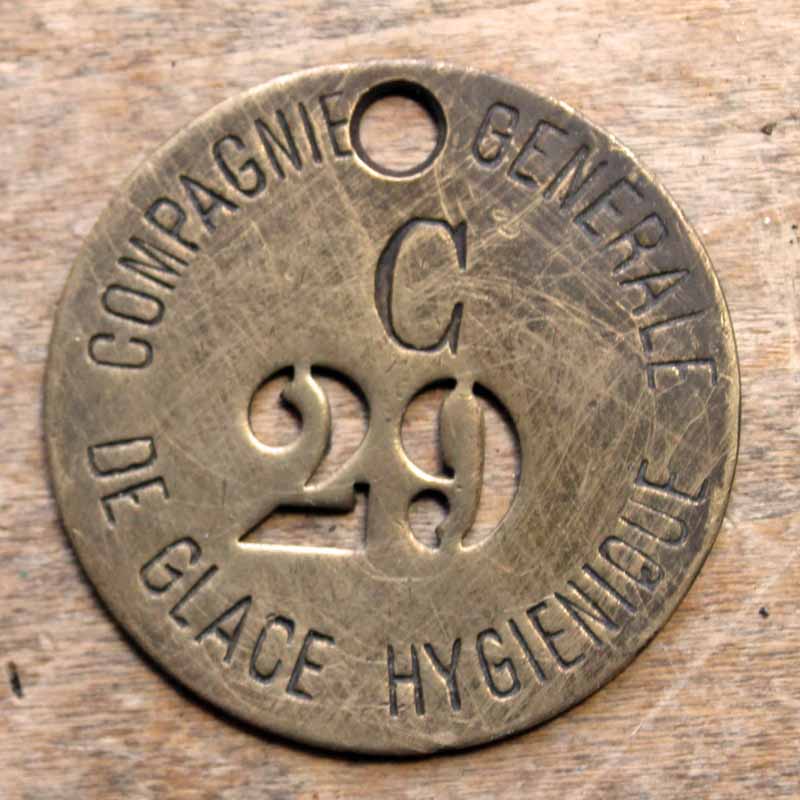 COMPAGNIE GENERALE
C
29
DE GLACE HYGIENIQUE